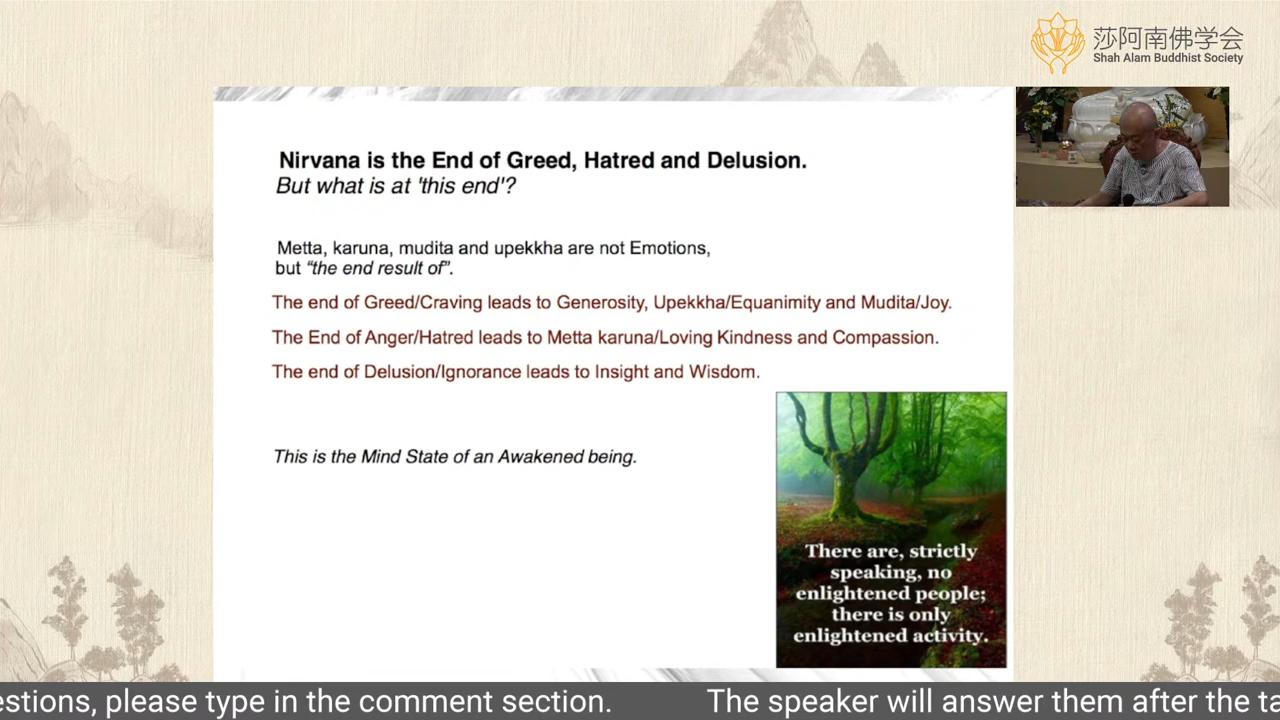 莎阿南佛学会
Shah Alam Buddhist Society
Nirvana is the End of Greed, Hatred and Delusion.
But what is at 'this end'?
Metta, karuna, mudita and upekkha are not Emotions,
but “the end result of”.
The end of Greed/Craving leads to Generosity, Upekkha/Equanimity and Mudita/Joy.
The End of Anger/Hatred leads to Metta karuna/Loving Kindness and Compassion.
The end of Delusion/Ignorance leads to Insight and Wisdom.
This is the Mind State of an Awakened being.
There are, strictly
speaking, no
enlightened people;
there is only
enlightened activity.
estions, please type in the comment section. The speaker will answer them after the ta